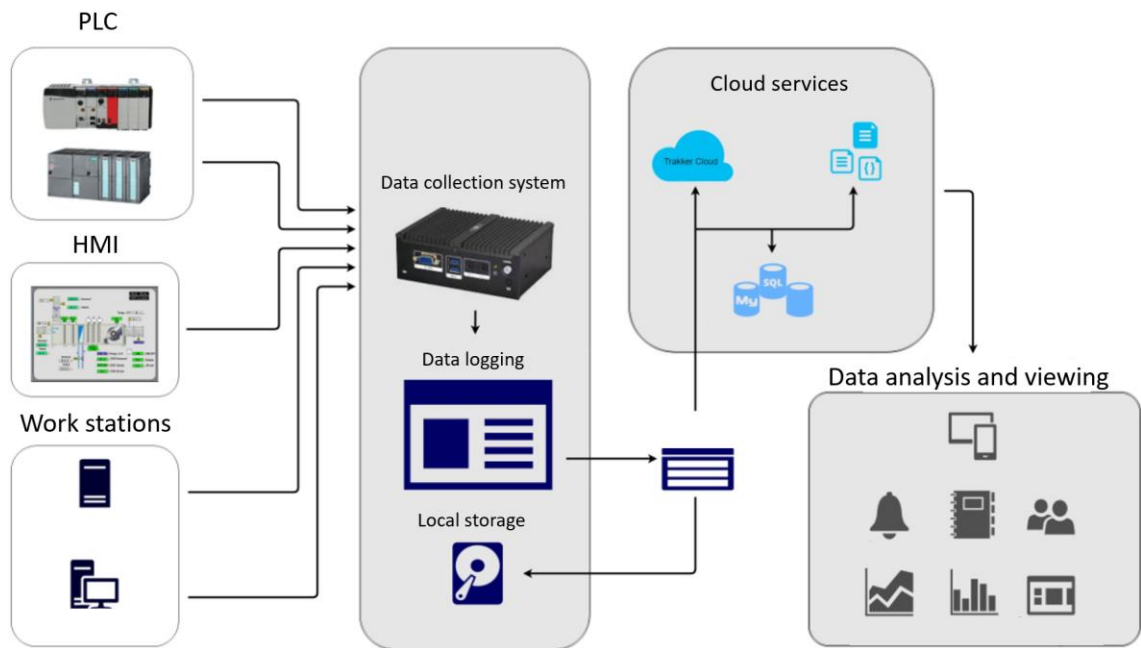 PLC
HMI
Work stations
Data collection system
Data logging
Local storage
Cloud services
Trakker Cloud
{}
My
SQL
Data analysis and viewing